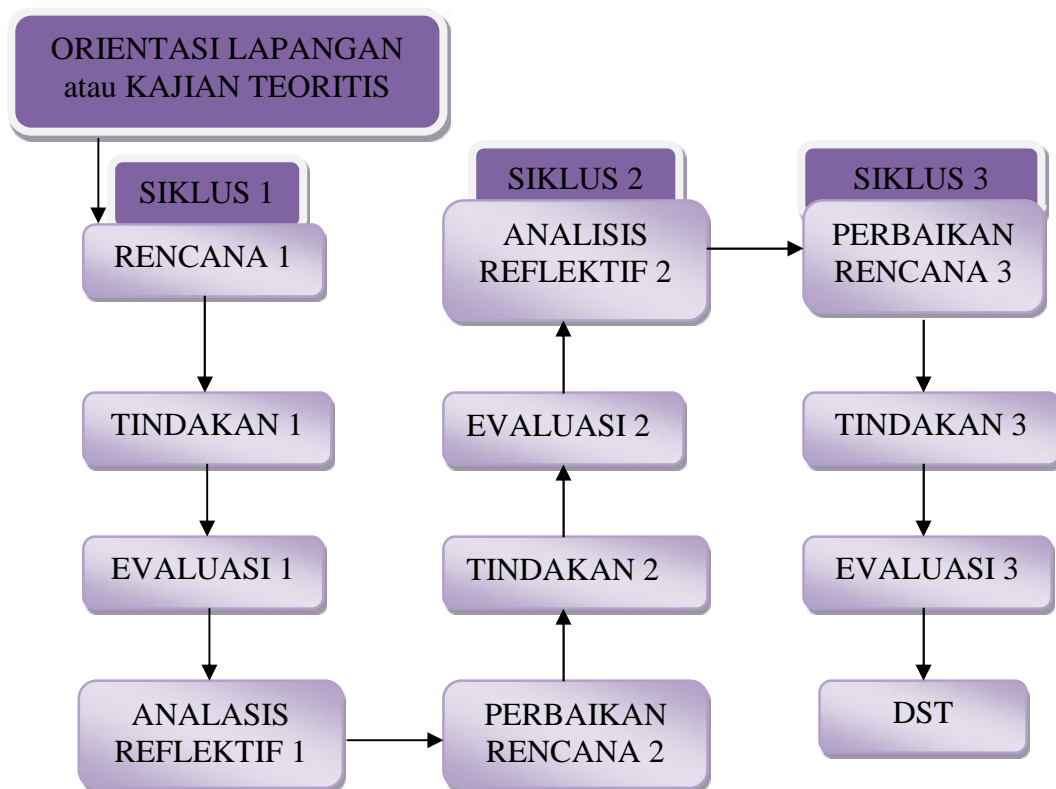 ORIENTASI LAPANGAN
atau KAJIAN TEORITIS
SIKLUS 1
RENCANA 1
TINDAKAN 1
EVALUASI 1
ANALASIS
REFLEKTIF 1
SIKLUS 2
ANALISIS
REFLEKTIF 2
EVALUASI 2
TINDAKAN 2
PERBAIKAN
RENCANA 2
SIKLUS 3
PERBAIKAN
RENCANA 3
TINDAKAN 3
EVALUASI 3
DST